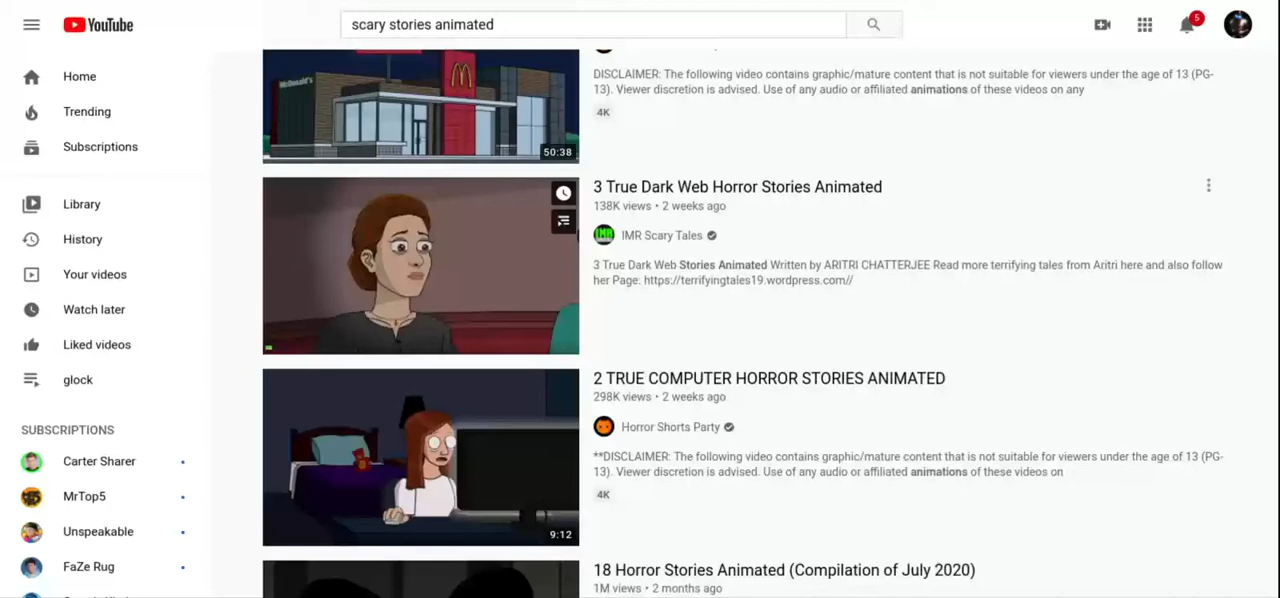 YouTube
scary stories animated
5
Home
Trending
Subscriptions
Library
History
Your videos
Watch later
Liked videos
glock
SUBSCRIPTIONS
Carter Sharer
MrTop5
Unspeakable
FaZe Rug
McDonald's
50:38
DISCLAIMER: The following video contains graphic/mature content that is not suitable for viewers under the age of 13 (PG-
13). Viewer discretion is advised. Use of any audio or affiliated animations of these videos on any
4K
3 True Dark Web Horror Stories Animated
138K views • 2 weeks ago
IMR
IMR Scary Tales
3 True Dark Web Stories Animated Written by ARITRI CHATTERJEE Read more terrifying tales from Aritri here and also follow
her Page: https://terrifyingtales19.wordpress.com//
9:12
2 TRUE COMPUTER HORROR STORIES ANIMATED
298K views • 2 weeks ago
Horror Shorts Party
**DISCLAIMER: The following video contains graphic/mature content that is not suitable for viewers under the age of 13 (PG-
13). Viewer discretion is advised. Use of any audio or affiliated animations of these videos on
4K
18 Horror Stories Animated (Compilation of July 2020)
1M views • 2 months ago